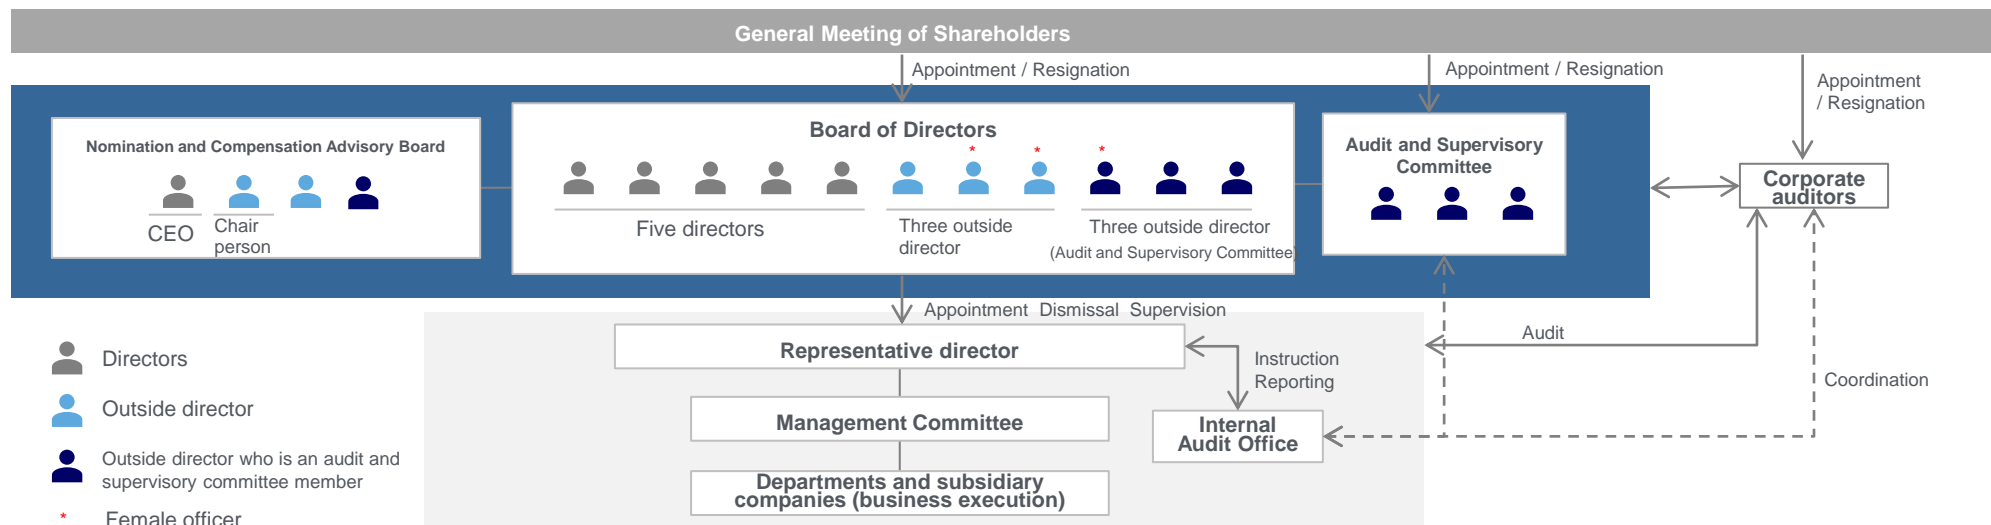 General Meeting of Shareholders
Appointment / Resignation
Appointment / Resignation
Appointment
/ Resignation
Nomination and Compensation Advisory Board
CEO
Chair
person
Board of Directors
* * *
Five directors
Three outside
director
Three outside director
(Audit and Supervisory Committee)
Audit and Supervisory
Committee
Corporate
auditors
Appointment Dismissal Supervision
Representative director
Instruction
Reporting
Audit
Coordination
Management Committee
Internal
Audit Office
Departments and subsidiary
companies (business execution)
Directors
Outside director
Outside director who is an audit and
supervisory committee member
* Female officer